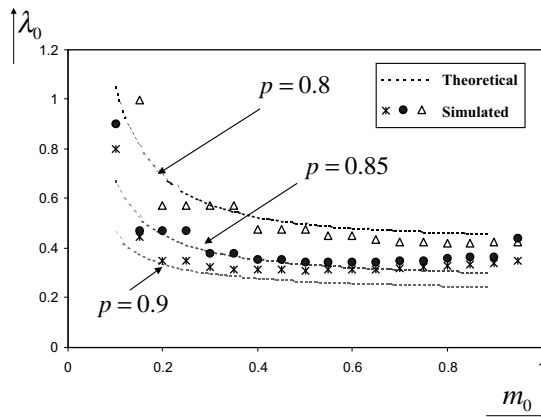 λ₀
1.2
1
0.8
0.6
0.4
0.2
0
Theoretical
Simulated
p = 0.8
p = 0.85
p = 0.9
0 0.2 0.4 0.6 0.8 1
m₀